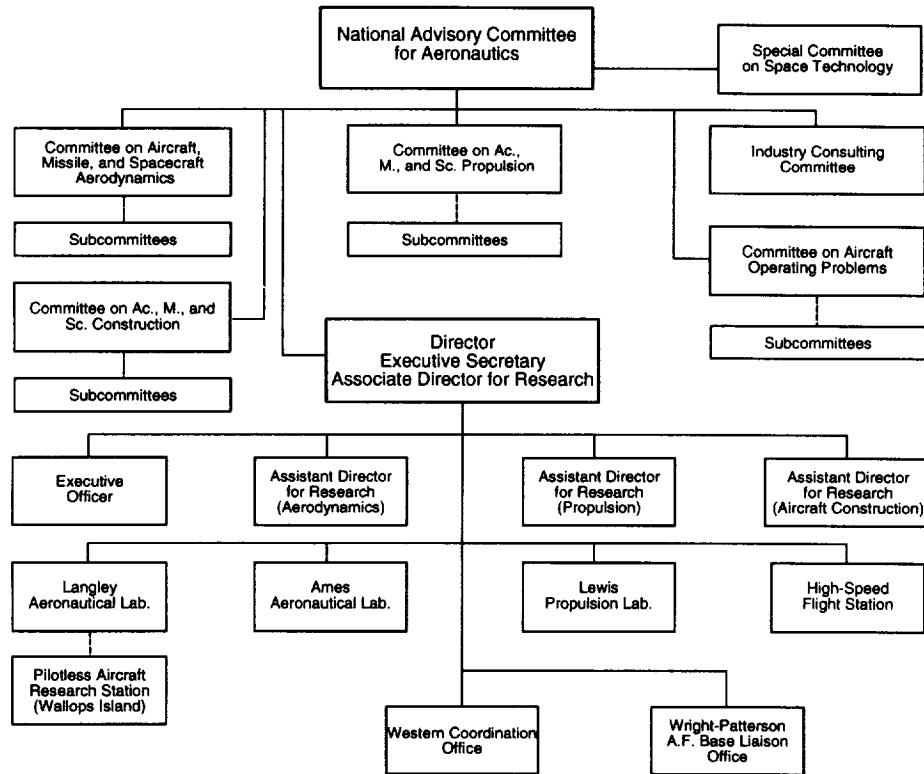 National Advisory Committee
for Aeronautics
Special Committee
on Space Technology
Committee on Aircraft,
Missile, and Spacecraft
Aerodynamics
Committee on Ac.,
M., and Sc. Propulsion
Industry Consulting
Committee
Subcommittees
Subcommittees
Committee on Aircraft
Operating Problems
Committee on Ac., M., and
Sc. Construction
Subcommittees
Director
Executive Secretary
Associate Director for Research
Subcommittees
Executive
Officer
Assistant Director
for Research
(Aerodynamics)
Assistant Director
for Research
(Propulsion)
Assistant Director
for Research
(Aircraft Construction)
Langley
Aeronautical Lab.
Ames
Aeronautical Lab.
Lewis
Propulsion Lab.
High-Speed
Flight Station
Pilotless Aircraft
Research Station
(Wallops Island)
Western Coordination
Office
Wright-Patterson
A.F. Base Liaison
Office